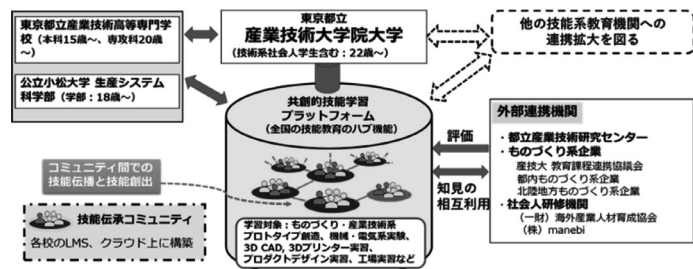 東京都立産業技術高等専門学
校（本科15歳～、専攻科20歳
～）
公立小松大学 生産システム
科学部（学部：18歳～）
東京都立
産業技術大学院大学
（技術系社会人学生含む：22歳～）
他の技能系教育機関への
連携拡大を図る
共創的技能学習
プラットフォーム
（全国の技能教育のハブ機能）
コミュニティ間での
技能伝播と技能創出
技能伝承コミュニティ
各校のLMS、クラウド上に構築
学習対象：ものづくり・産業技術系
プロトタイプ創造、機械・電気系実験、
3D CAD, 3Dプリンター実習、
プロダクトデザイン実習、工場実習など
評価
知見の
相互利用
外部連携機関
・都立産業技術研究センター
・ものづくり系企業
産技大 教育課程連携協議会
都内ものづくり系企業
北陸地方ものづくり系企業
・社会人研修機関
（一財）海外産業人材育成協会
（株）manebi